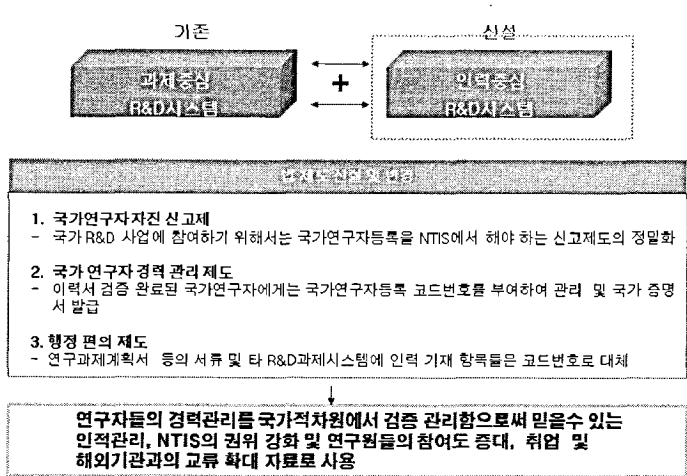 기존
신설
과제중심
R&D시스템
+
인력중심
R&D시스템
법제도신설 및 변경
1. 국가연구자자진 신고제
- 국가 R&D 사업에 참여하기 위해서는 국가연구자등록을 NTIS에서 해야 하는 신고제도의 정밀화
2. 국가 연구자 경력 관리 제도
- 이력서 검증 완료된 국가연구자에게는 국가연구자등록 코드번호를 부여하여 관리 및 국가 증명
서 발급
3. 행정 편의 제도
- 연구과제계획서 등의 서류 및 타 R&D과제시스템에 인력 기재 항목들은 코드번호로 대체
연구자들의 경력관리를 국가적차원에서 검증 관리함으로써 믿을수 있는
인적관리, NTIS의 권위 강화 및 연구원들의 참여도 증대, 취업 및
해외기관과의 교류 확대 자료로 사용